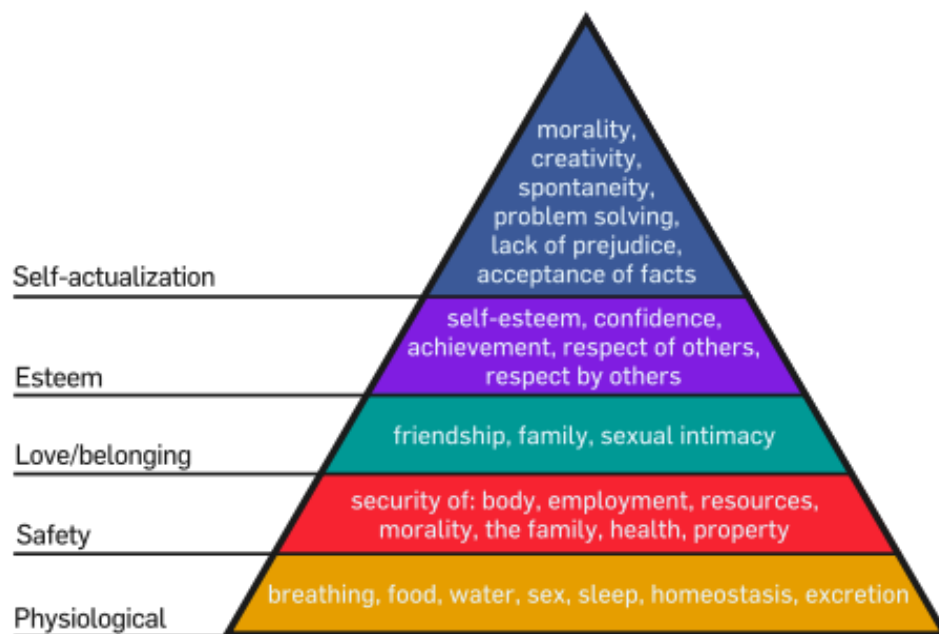 morality,
creativity,
spontaneity,
problem solving,
lack of prejudice,
acceptance of facts
Self-actualization
self-esteem, confidence,
achievement, respect of others,
respect by others
Esteem
friendship, family, sexual intimacy
Love/belonging
security of: body, employment, resources,
morality, the family, health, property
Safety
breathing, food, water, sex, sleep, homeostasis, excretion
Physiological